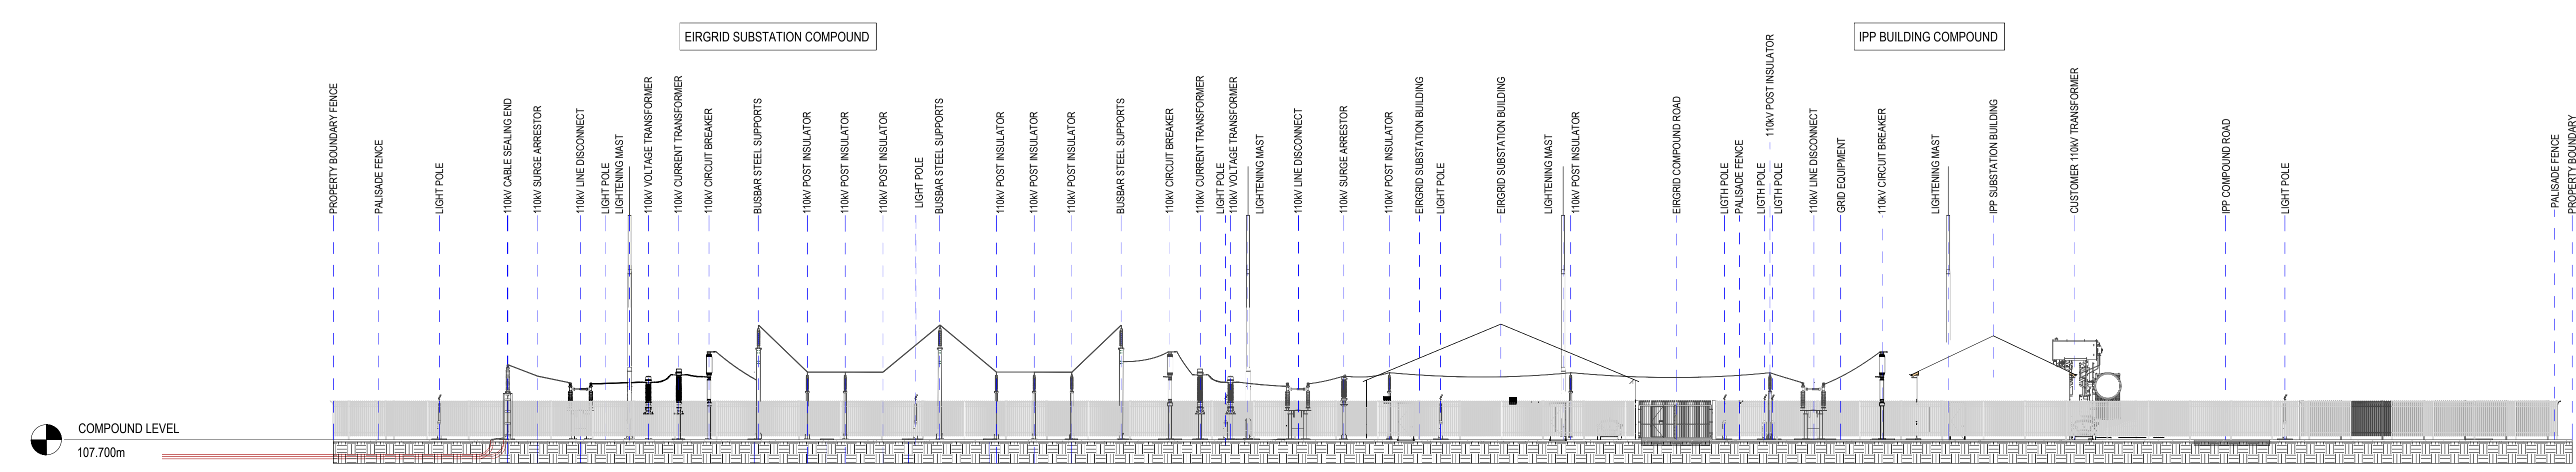 EIRGRID SUBSTATION COMPOUND
IPP BUILDING COMPOUND
PROPERTY BOUNDARY FENCE
PALISADE FENCE
LIGHT POLE
110kV CABLE SEALING END
110kV SURGE ARRESTOR
110kV LINE DISCONNECT
LIGHT POLE
LIGHTENING MAST
110kV VOLTAGE TRANSFORMER
110kV CURRENT TRANSFORMER
110kV CIRCUIT BREAKER
BUSBAR STEEL SUPPORTS
110kV POST INSULATOR
110kV POST INSULATOR
110kV POST INSULATOR
LIGHT POLE
BUSBAR STEEL SUPPORTS
110kV POST INSULATOR
110kV POST INSULATOR
110kV POST INSULATOR
BUSBAR STEEL SUPPORTS
110kV CIRCUIT BREAKER
110kV CURRENT TRANSFORMER
LIGHT POLE
110kV VOLTAGE TRANSFORMER
LIGHTENING MAST
110kV LINE DISCONNECT
110kV SURGE ARRESTOR
110kV POST INSULATOR
EIRGRID SUBSTATION BUILDING
LIGHT POLE
EIRGRID SUBSTATION BUILDING
LIGHTENING MAST
110kV POST INSULATOR
EIRGRID COMPOUND ROAD
LIGTH POLE
PALISADE FENCE
LIGTH POLE
110kV POST INSULATOR
LIGTH POLE
110kV LINE DISCONNECT
GRID EQUIPMENT
110kV CIRCUIT BREAKER
LIGHTENING MAST
IPP SUBSTATION BUILDING
CUSTOMER 110kV TRANSFORMER
IPP COMPOUND ROAD
LIGHT POLE
PALISADE FENCE
PROPERTY BOUNDARY
COMPOUND LEVEL
107.700m